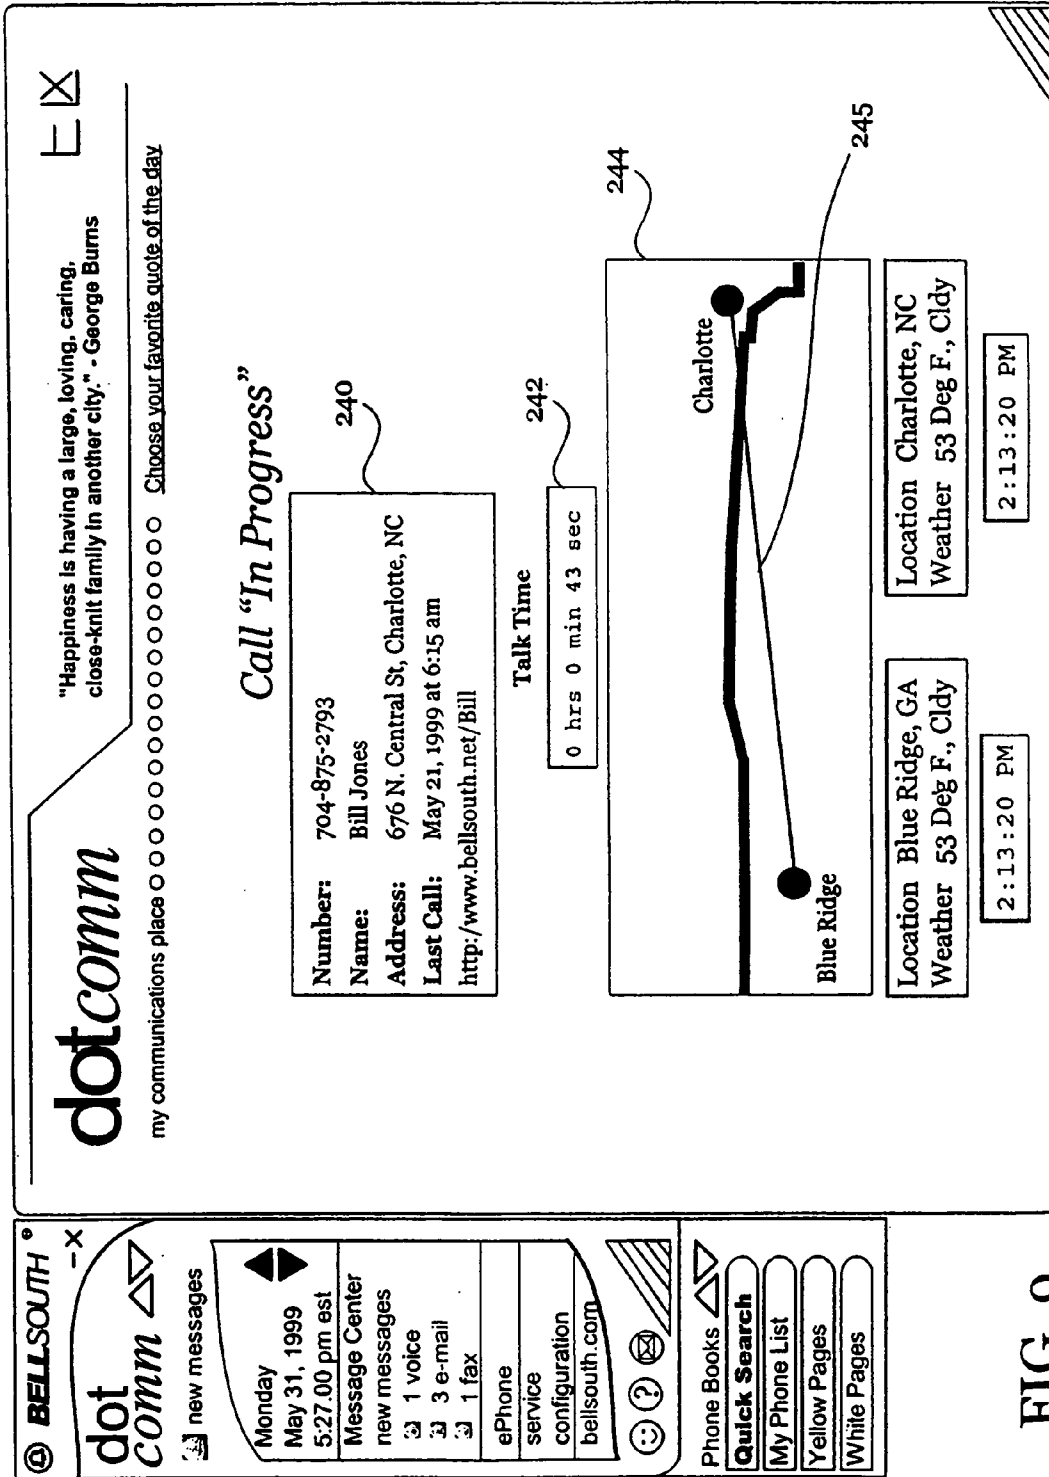 BELLSOUTH ®
–X
dot
comm
new messages
Monday
May 31, 1999
5:27.00 pm est
Message Center
new messages
1 voice
3 e-mail
1 fax
ePhone
service
configuration
bellsouth.com
Phone Books
Quick Search
My Phone List
Yellow Pages
White Pages
dotcomm
"Happiness is having a large, loving, caring,
close-knit family in another city." - George Burns
my communications place
Choose your favorite quote of the day
Call “In Progress”
Number: 704-875-2793
Name: Bill Jones
Address: 676 N. Central St, Charlotte, NC
Last Call: May 21, 1999 at 6:15 am
http:/www.bellsouth.net/Bill
240
Talk Time
0 hrs 0 min 43 sec
242
244
Charlotte
Blue Ridge
245
Location Blue Ridge, GA
Weather 53 Deg F., Cldy
2:13:20 PM
Location Charlotte, NC
Weather 53 Deg F., Cldy
2:13:20 PM
FIG